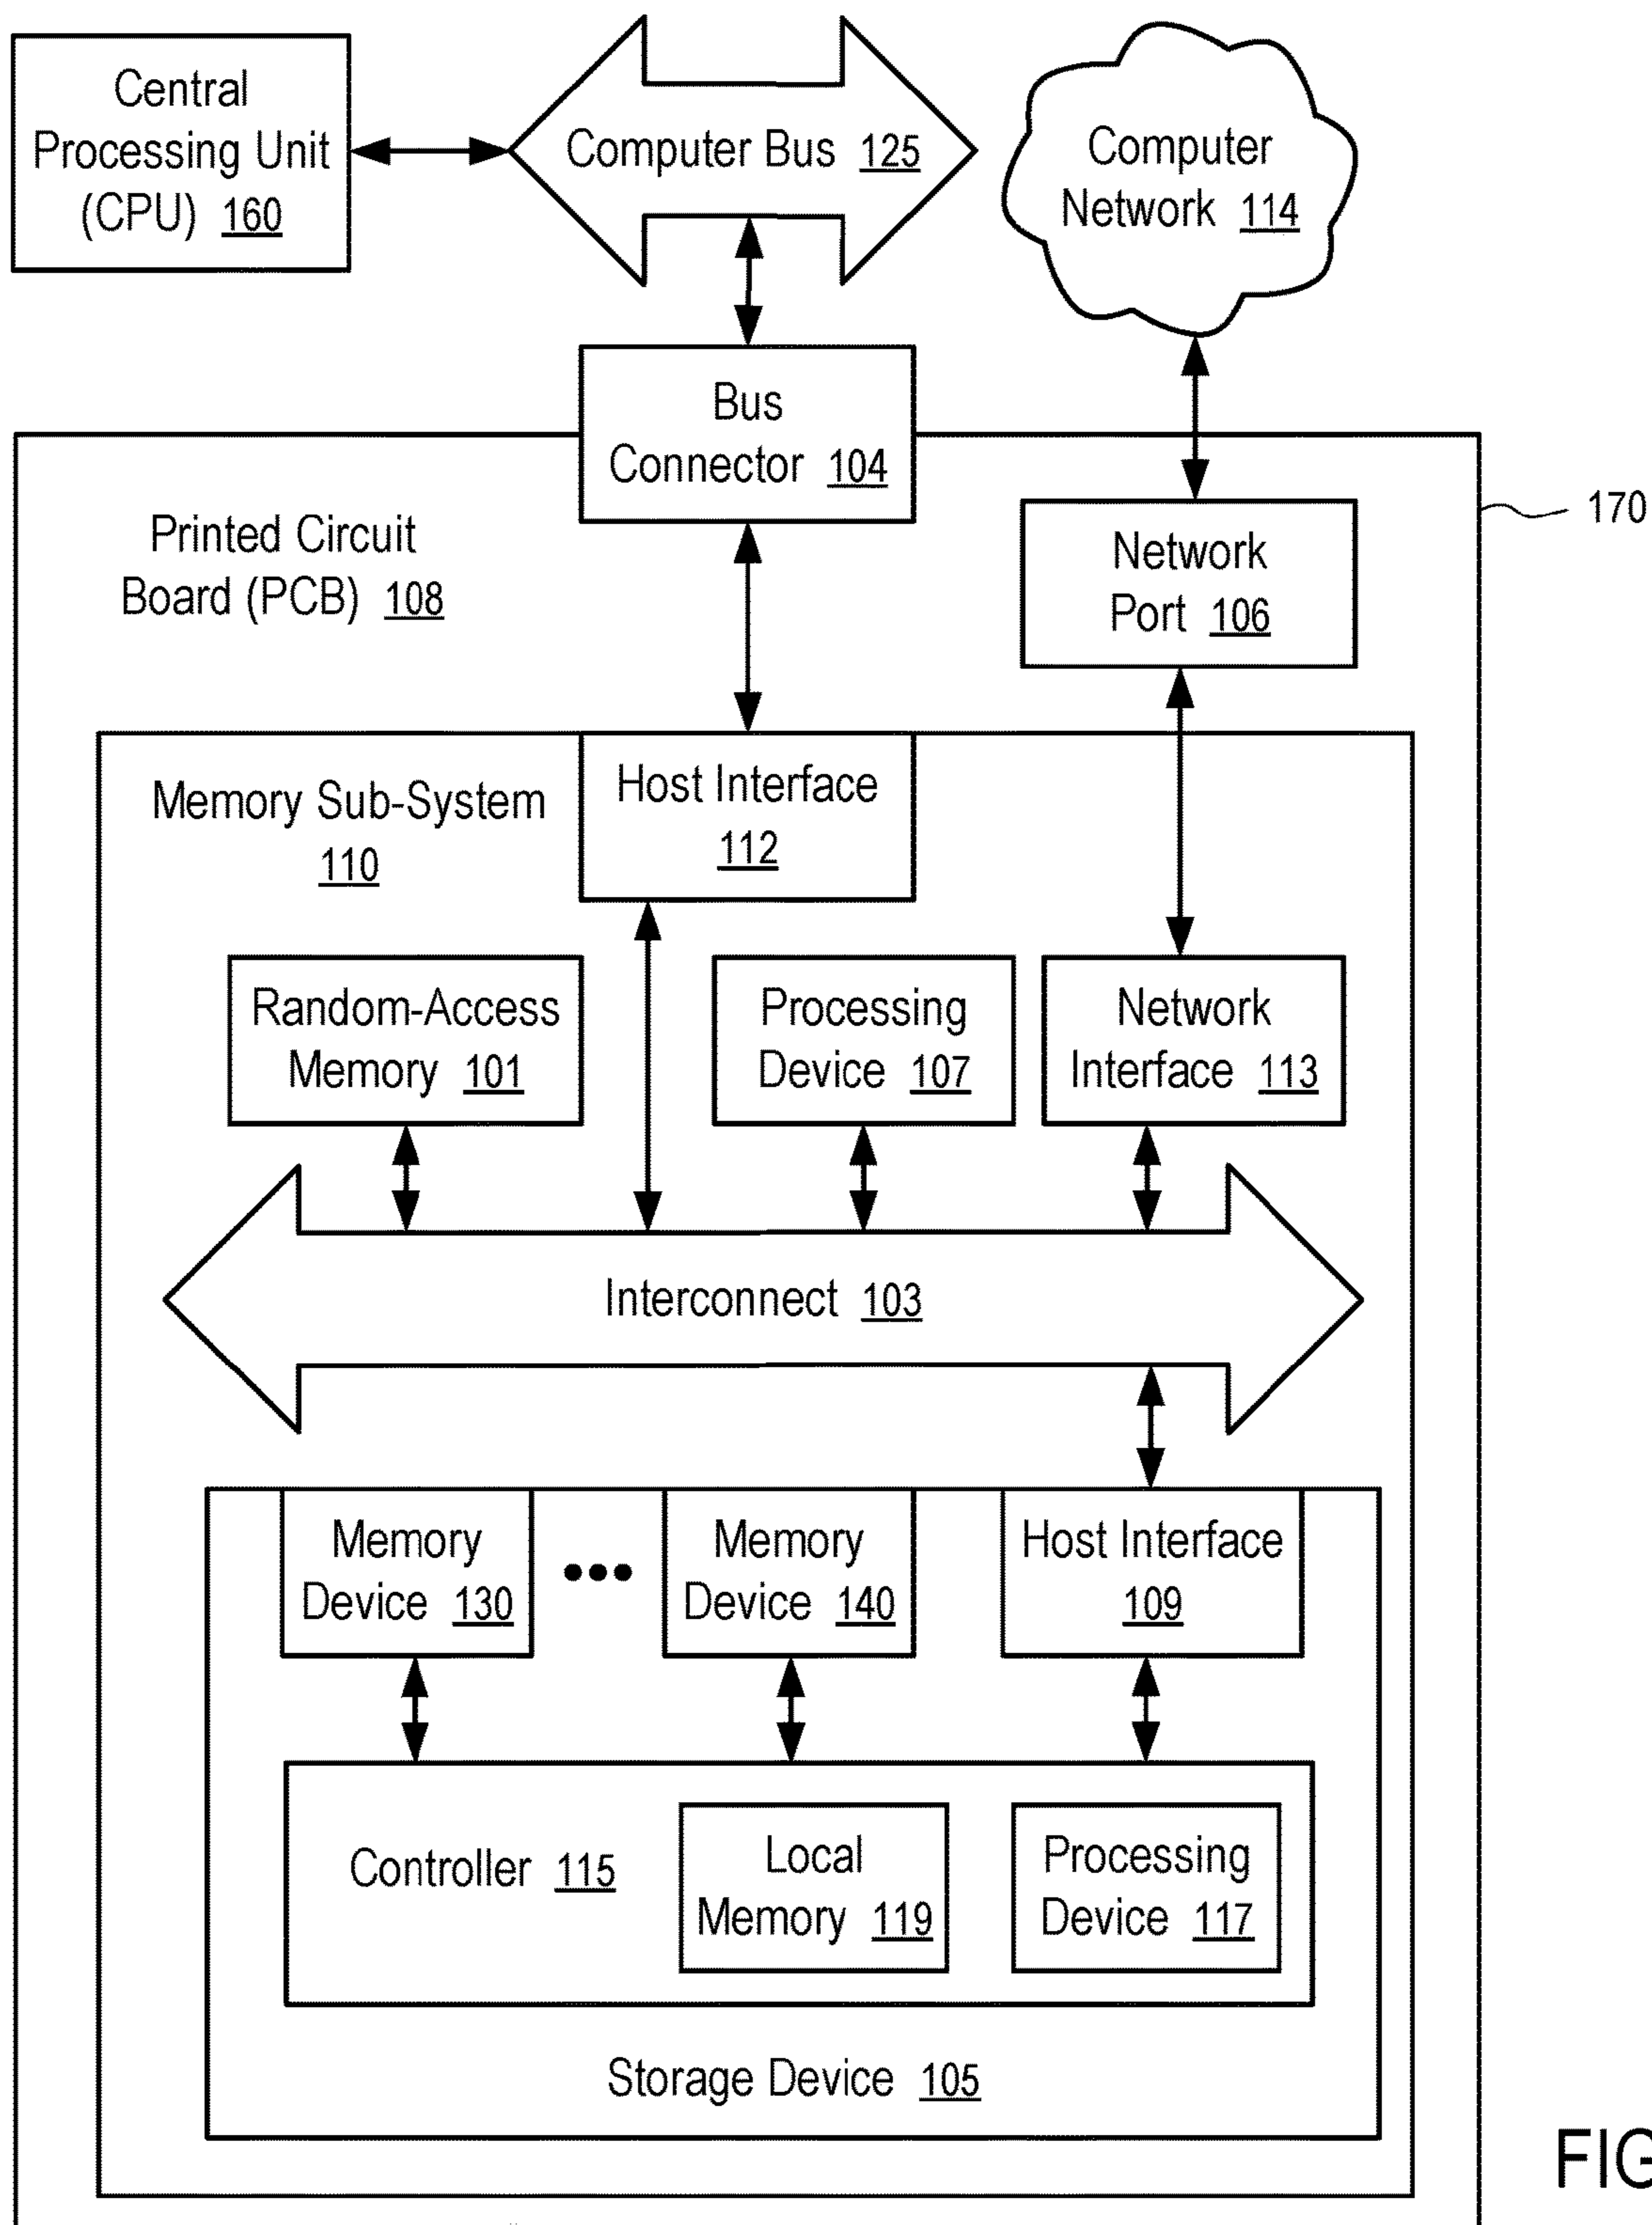 Central
Processing Unit
(CPU) 160
Computer Bus 125
Computer
Network 114
Bus
Connector 104
170
Printed Circuit
Board (PCB) 108
Network
Port 106
Memory Sub-System
110
Host Interface
112
Random-Access
Memory 101
Processing
Device 107
Network
Interface 113
Interconnect 103
Memory
Device 130
Memory
Device 140
Host Interface
109
Controller 115
Local
Memory 119
Processing
Device 117
Storage Device 105